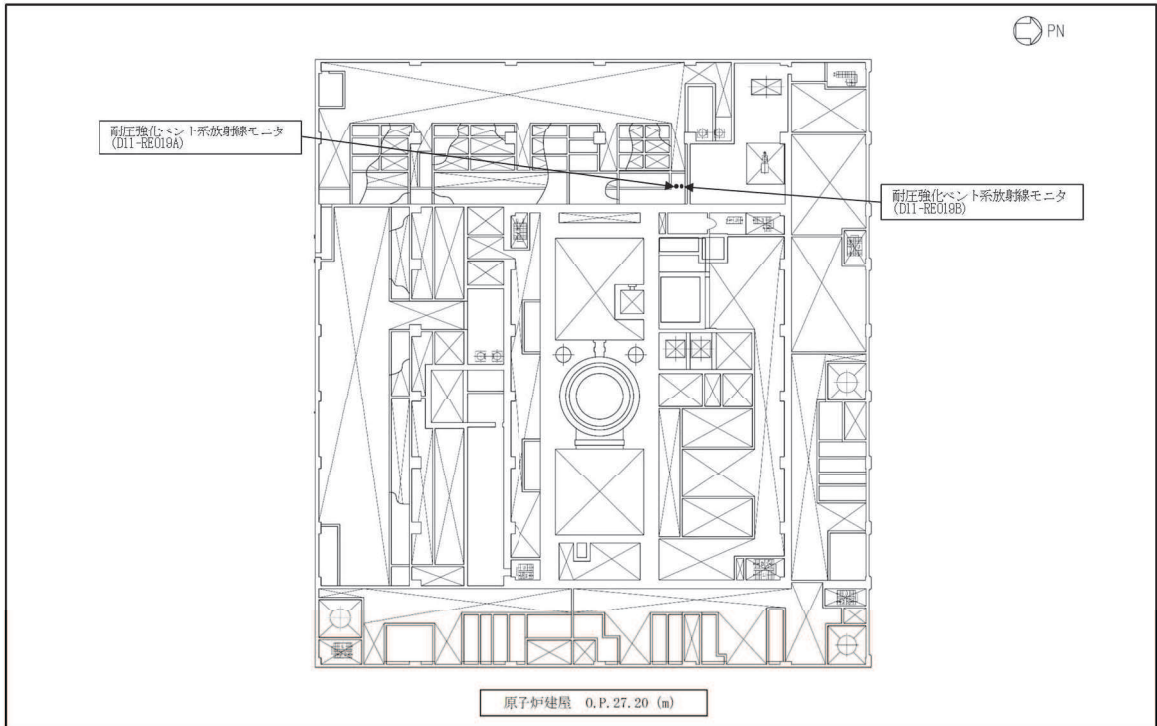 PN
耐圧強化ベント系放射線モニタ
(D11-RE019A)
耐圧強化ベント系放射線モニタ
(D11-RE019B)
原子炉建屋 O.P.27.20 (m)